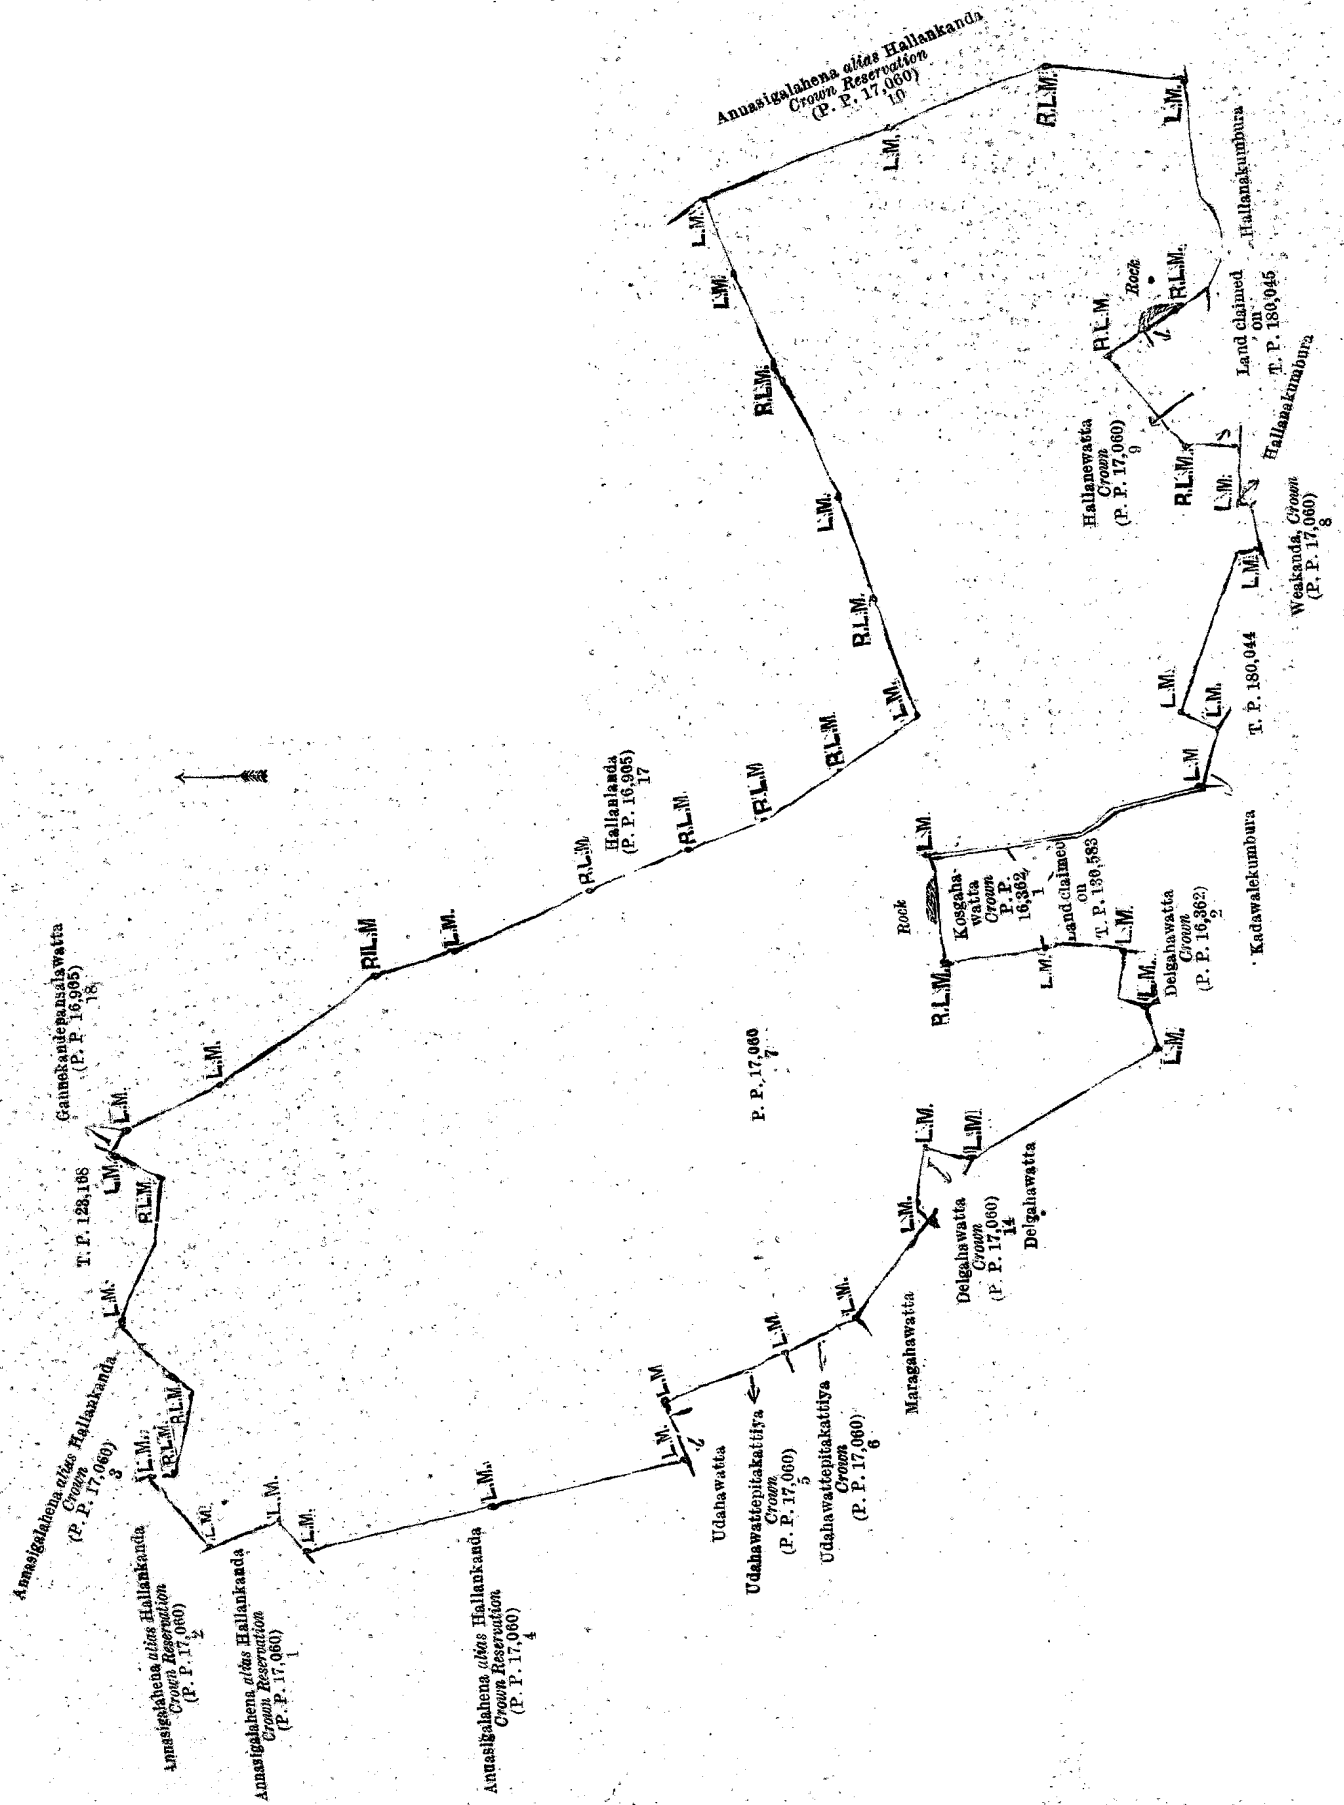 Annasigalahena alias Hallankanda
Crown Reservation
(P. P. 17,060)
10
R.L.M.
L.M.
L.M.
Hallanakumbura
L.M.
L.M.
R.L.M.
L.M.
R.L.M.
L.M.
Rock
R.L.M.
R.L.M.
Land claimed
on
T. P. 180,045
Hallanakumbura
Hallanewatta
Crown
(P. P. 17,060)
9
R.L.M.
L.M.
L.M.
Weakanda, Crown
(P. P. 17,060)
8
L.M.
L.M.
T. P. 180,044
L.M.
Kadawalekumbura
R.L.M.
R.L.M
R.L.M.
R.L.M
Hallanlanda
(P. P. 16,905)
17
L.M.
Rock
Kosgaha-
watta
Crown
P. P.
16,362
1
Land claimed
on
T. P. 130,583
R.L.M.
L.M.
L.M.
L.M.
L.M.
Delgahawatta
Crown
(P. P. 16,362)
2
R.L.M
L.M.
L.M.
L.M.
Gannekandepansalawatta
(P. P. 16,905)
18
L.M.
R.L.M.
T. P. 128,168
L.M.
P. P. 17,060
7
L.M.
L.M.
L.M.
Delgahawatta
Crown
(P. P. 17,060)
14
Delgahawatta
Maragahawatta
L.M.
L.M.
L.M
L.M.
Udahawatta
Udahawattepitakattiya
Crown
(P. P. 17,060)
5
Udahawattepitakattiya
Crown
(P. P. 17,060)
6
Annasigalahena alias Hallankanda
Crown
(P. P. 17,060)
3
R.L.M.
R.L.M.
L.M.
L.M.
L.M.
L.M.
L.M.
Annasigalahena alias Hallankanda
Crown Reservation
(P. P. 17,060)
2
Annasigalahena alias Hallankanda
Crown Reservation
(P. P. 17,060)
1
Annasigalahena alias Hallankanda
Crown Reservation
(P. P. 17,060)
4